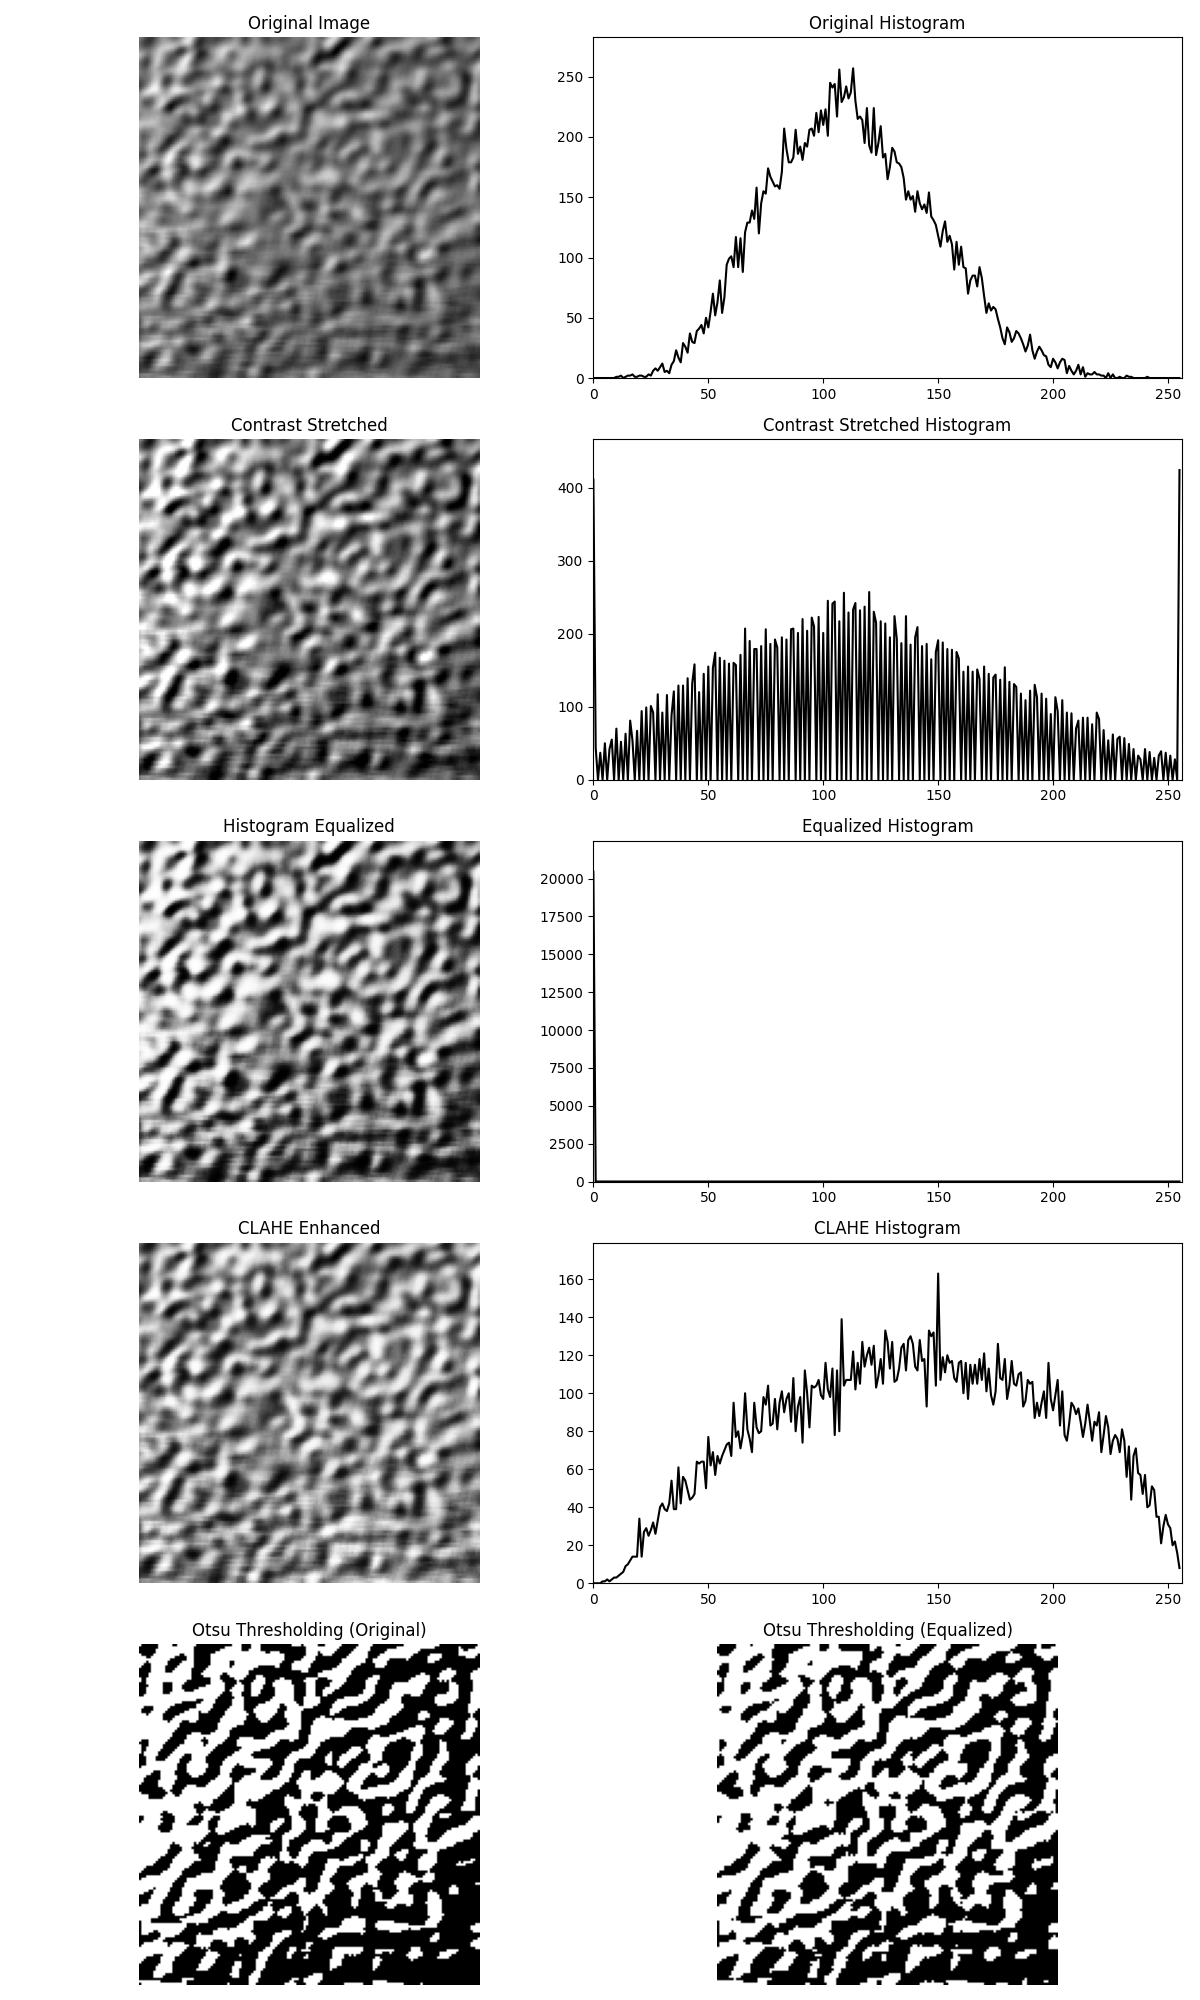 Original Image
Original Histogram
250
200
150
100
50
0
0 50 100 150 200 250
Contrast Stretched
Contrast Stretched Histogram
400
300
200
100
0
0 50 100 150 200 250
Histogram Equalized
Equalized Histogram
20000
17500
15000
12500
10000
7500
5000
2500
0
0 50 100 150 200 250
CLAHE Enhanced
CLAHE Histogram
160
140
120
100
80
60
40
20
0
0 50 100 150 200 250
Otsu Thresholding (Original)
Otsu Thresholding (Equalized)